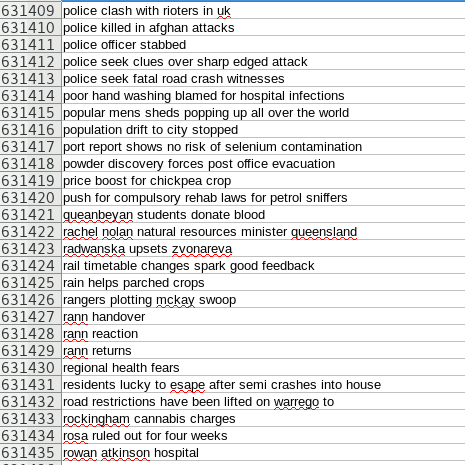 631409 police clash with rioters in uk
631410 police killed in afghan attacks
631411 police officer stabbed
631412 police seek clues over sharp edged attack
631413 police seek fatal road crash witnesses
631414 poor hand washing blamed for hospital infections
631415 popular mens sheds popping up all over the world
631416 population drift to city stopped
631417 port report shows no risk of selenium contamination
631418 powder discovery forces post office evacuation
631419 price boost for chickpea crop
631420 push for compulsory rehab laws for petrol sniffers
631421 queanbeyan students donate blood
631422 rachel nolan natural resources minister queensland
631423 radwanska upsets zvonareva
631424 rail timetable changes spark good feedback
631425 rain helps parched crops
631426 rangers plotting mckay swoop
631427 rann handover
631428 rann reaction
631429 rann returns
631430 regional health fears
631431 residents lucky to esape after semi crashes into house
631432 road restrictions have been lifted on warrego to
631433 rockingham cannabis charges
631434 rosa ruled out for four weeks
631435 rowan atkinson hospital